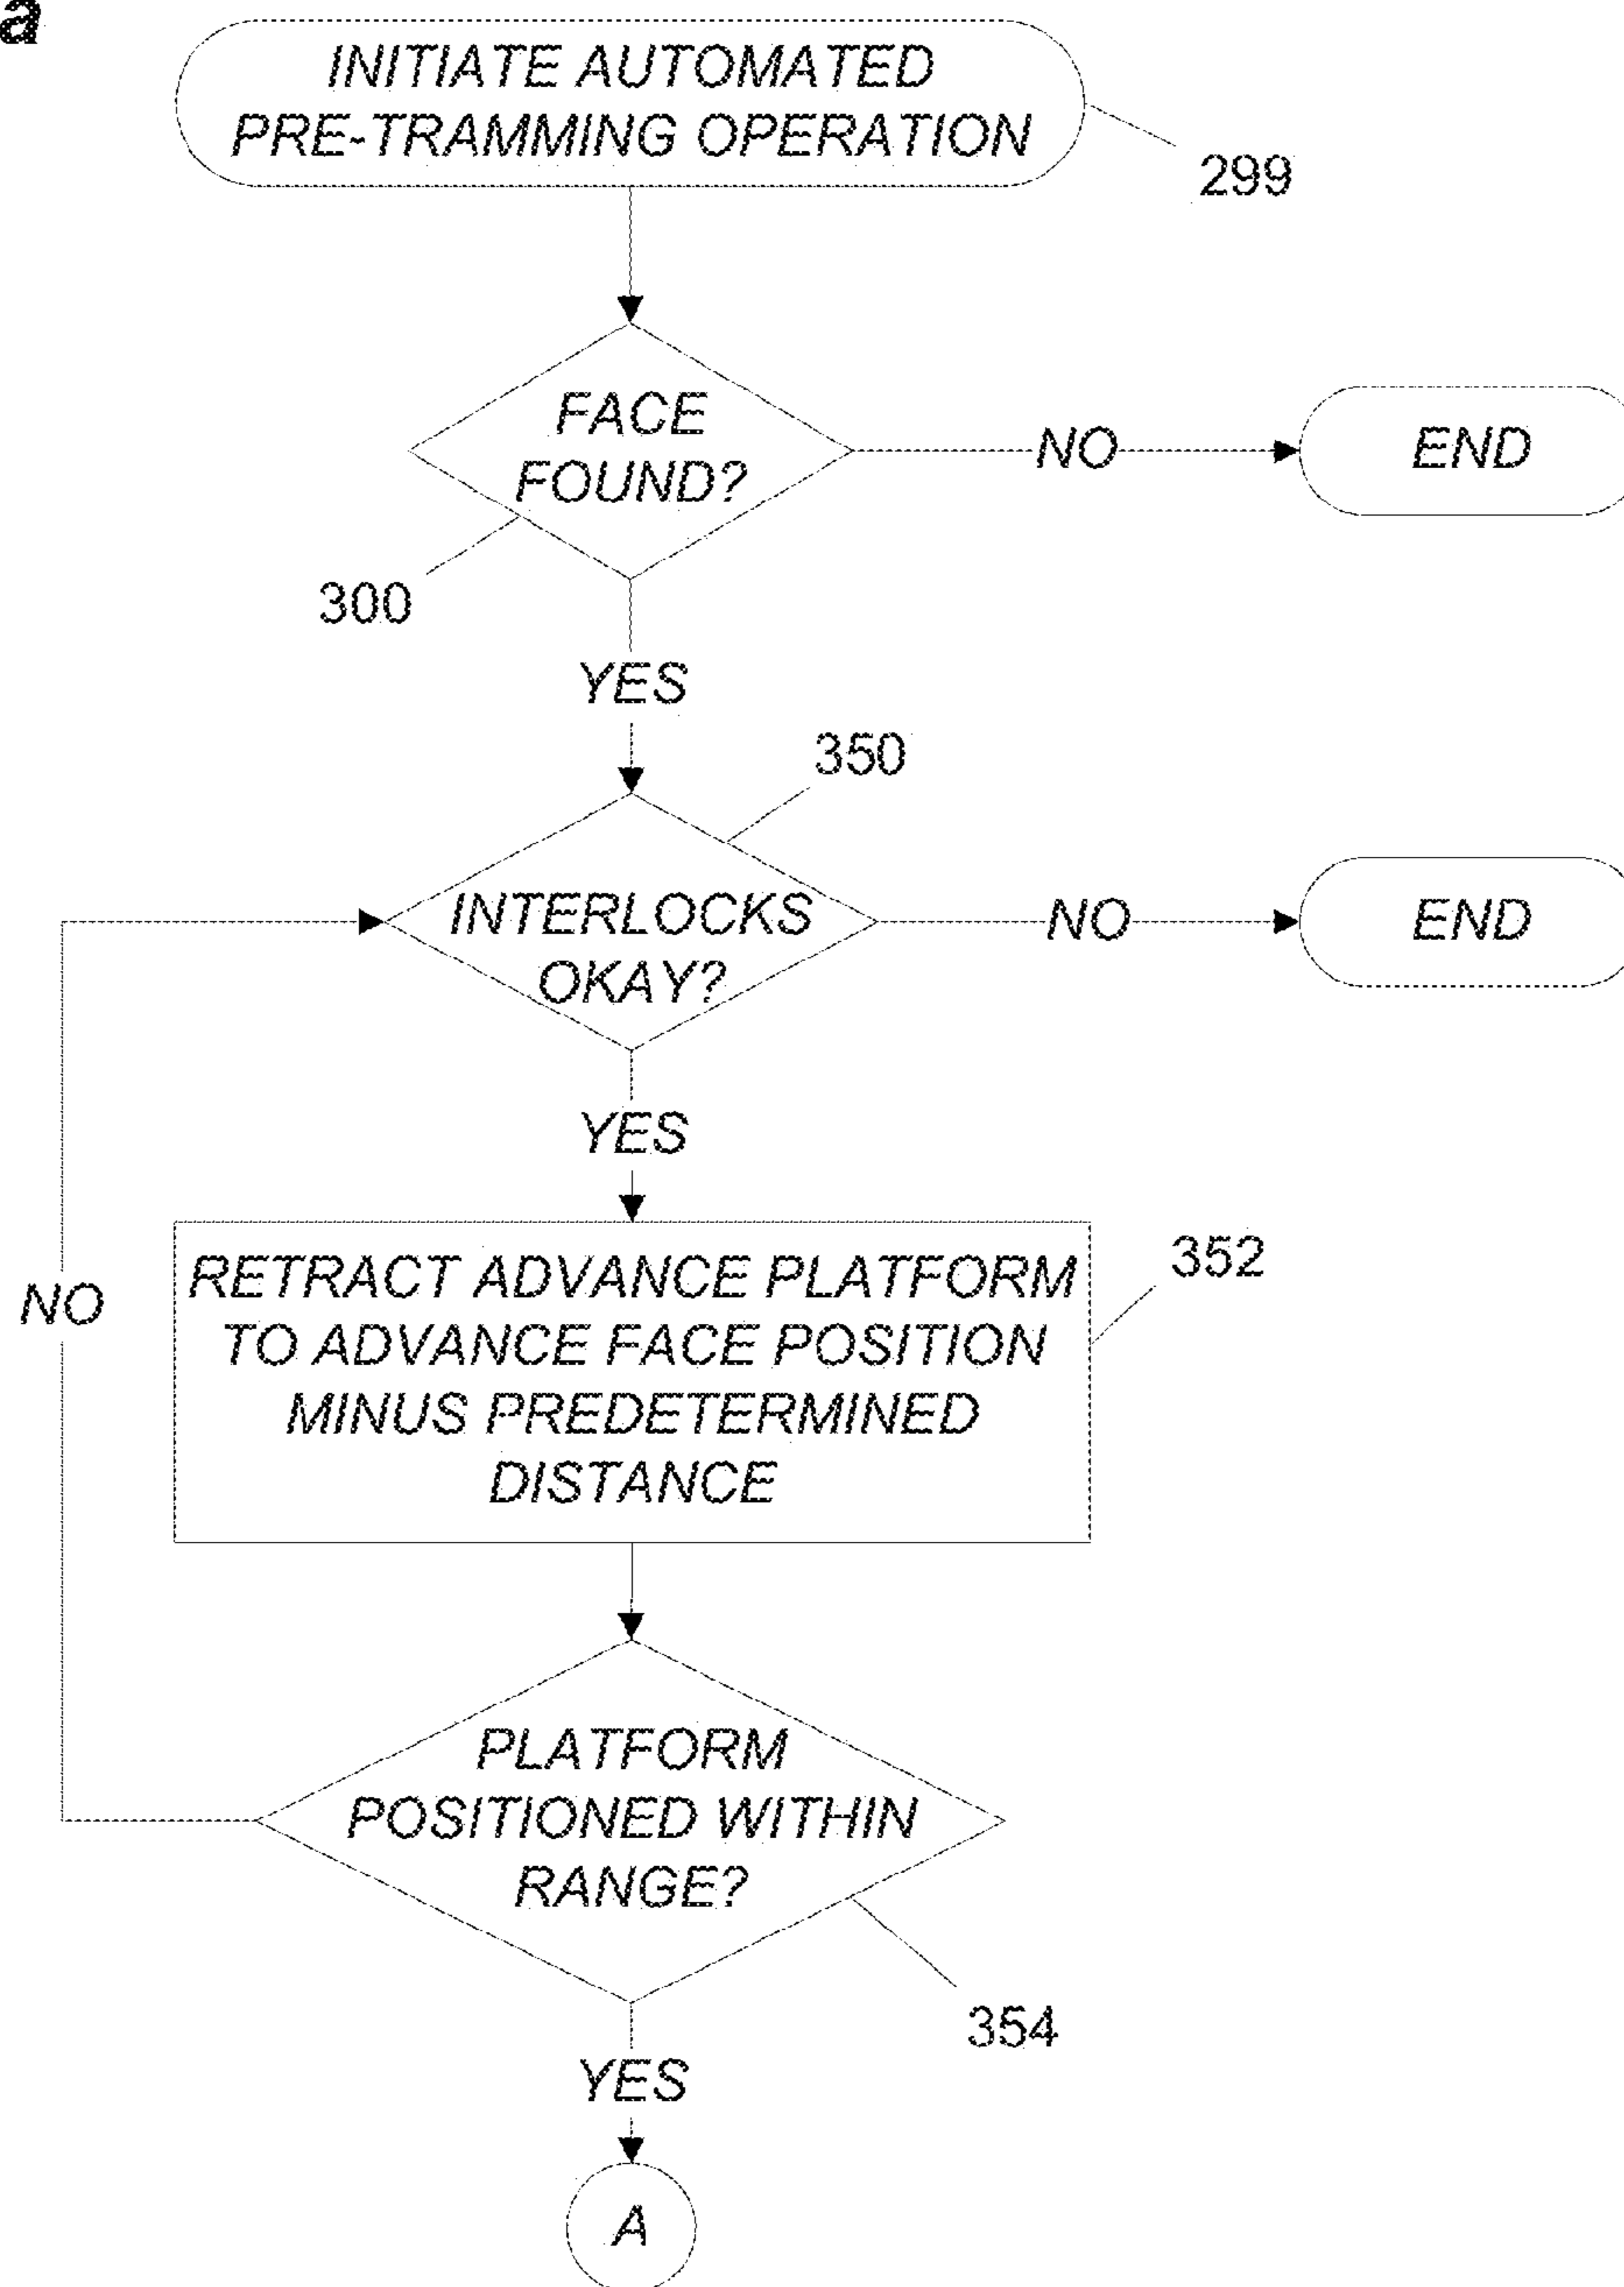 a
INITIATE AUTOMATED
PRE-TRAMMING OPERATION
299
FACE
FOUND?
NO
END
300
YES
350
INTERLOCKS
OKAY?
NO
END
YES
RETRACT ADVANCE PLATFORM
TO ADVANCE FACE POSITION
MINUS PREDETERMINED
DISTANCE
352
NO
PLATFORM
POSITIONED WITHIN
RANGE?
354
YES
A